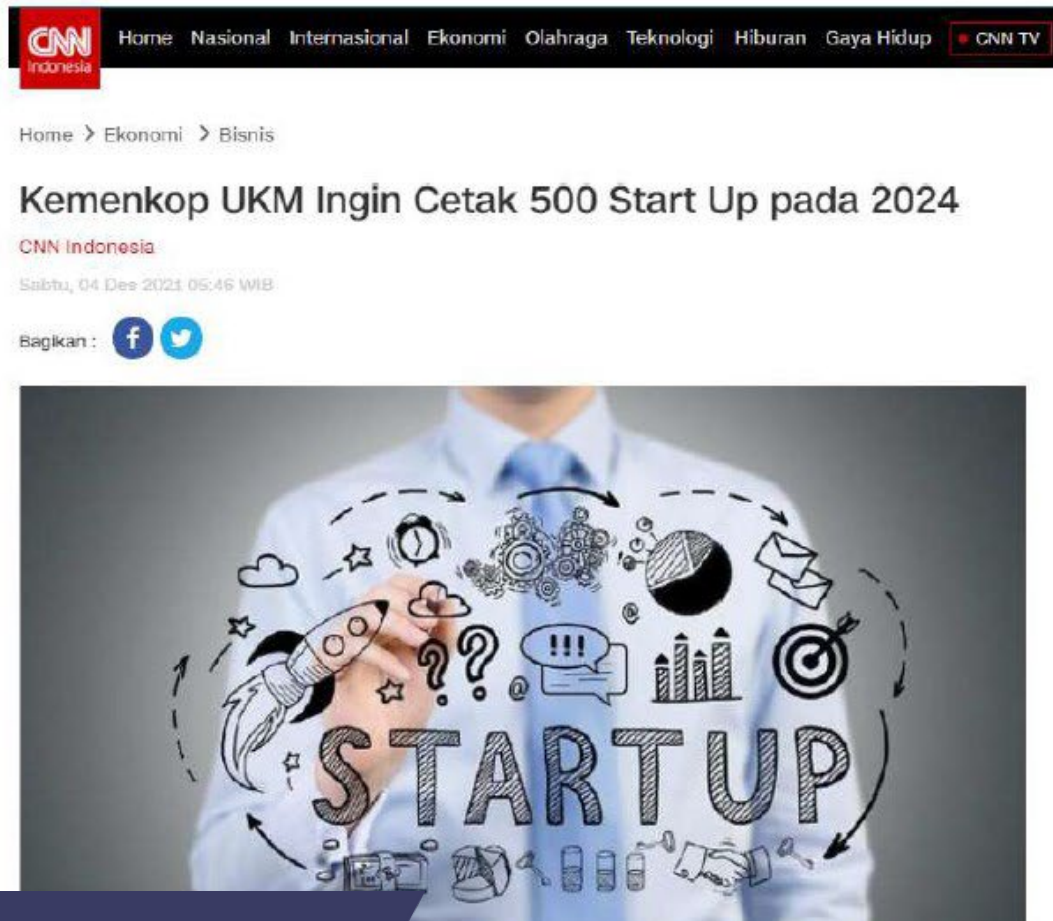 CNN
Indonesia
Home Nasional Internasional Ekonomi Olahraga Teknologi Hiburan Gaya Hidup CNN TV
Home > Ekonomi > Bisnis
Kemenkop UKM Ingin Cetak 500 Start Up pada 2024
CNN Indonesia
Sabtu, 04 Des 2021 05:46 WIB
Bagikan :
f
??
!!!
@
@
STARTUP